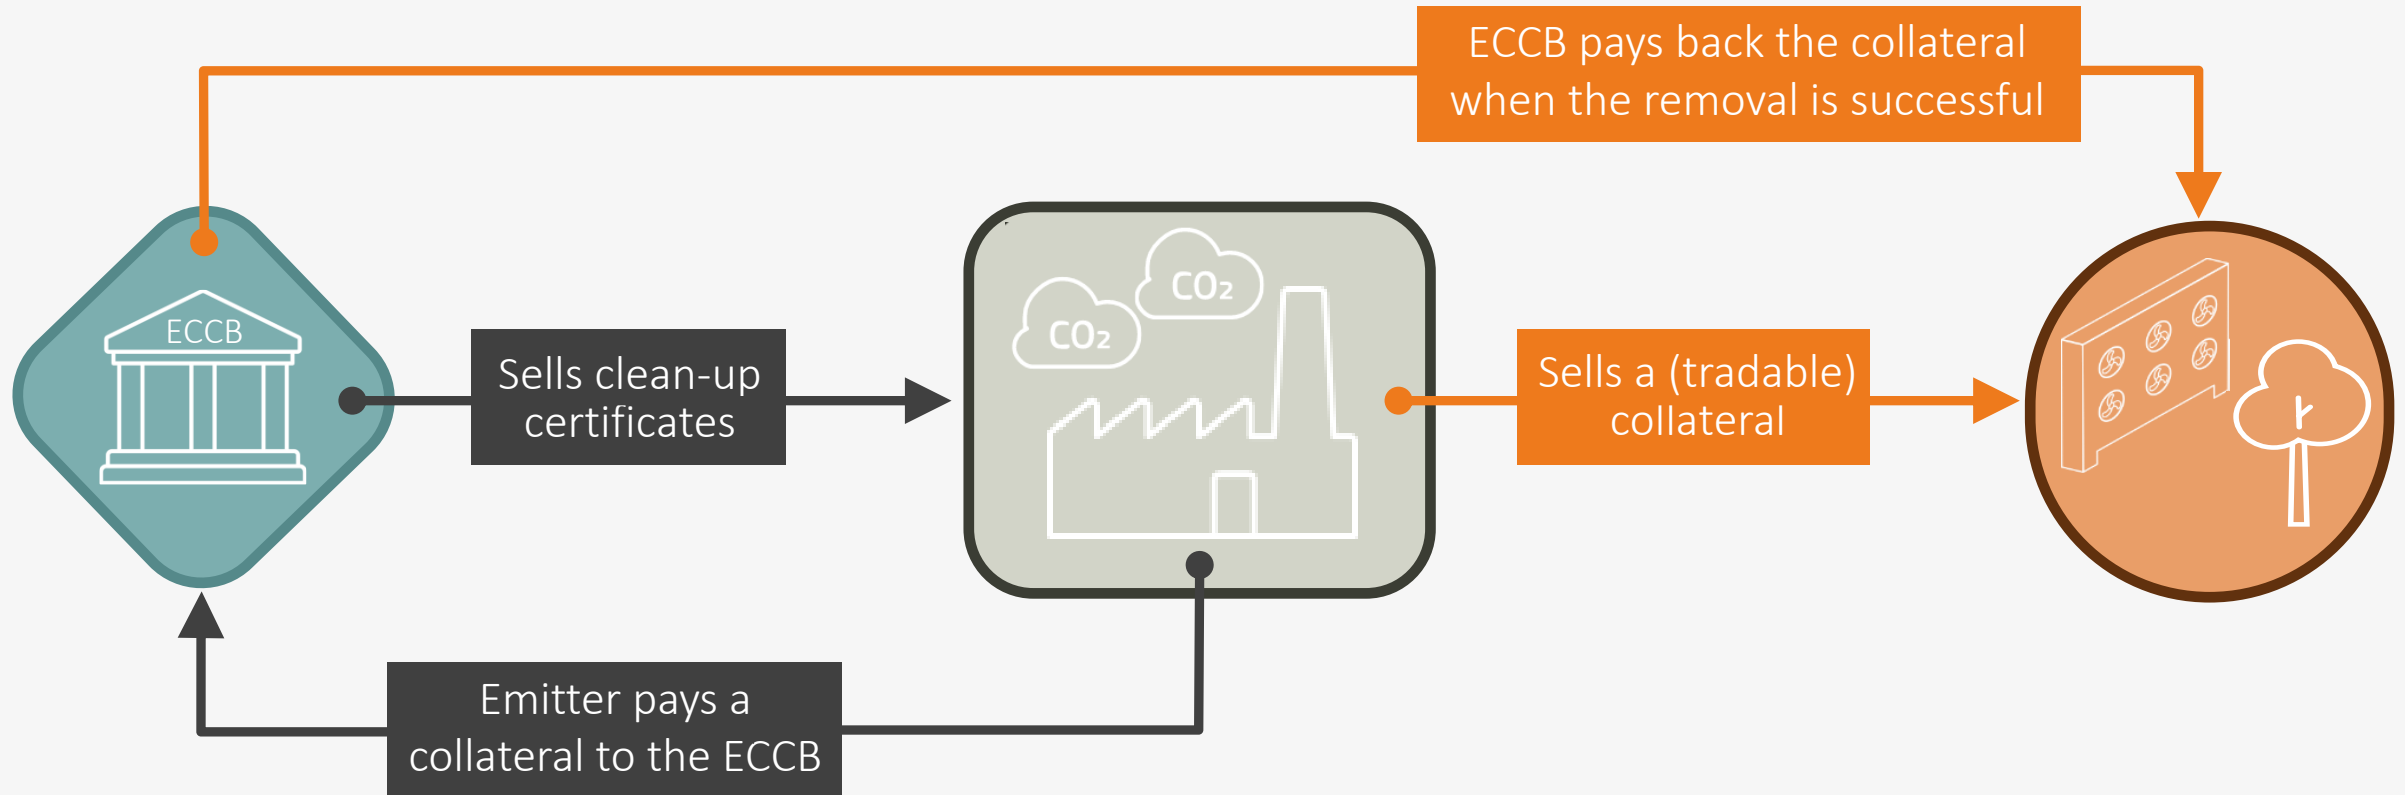 ECCB pays back the collateral
when the removal is successful
ECCB
CO₂
CO₂
Sells clean-up
certificates
Sells a (tradable)
collateral
Emitter pays a
collateral to the ECCB